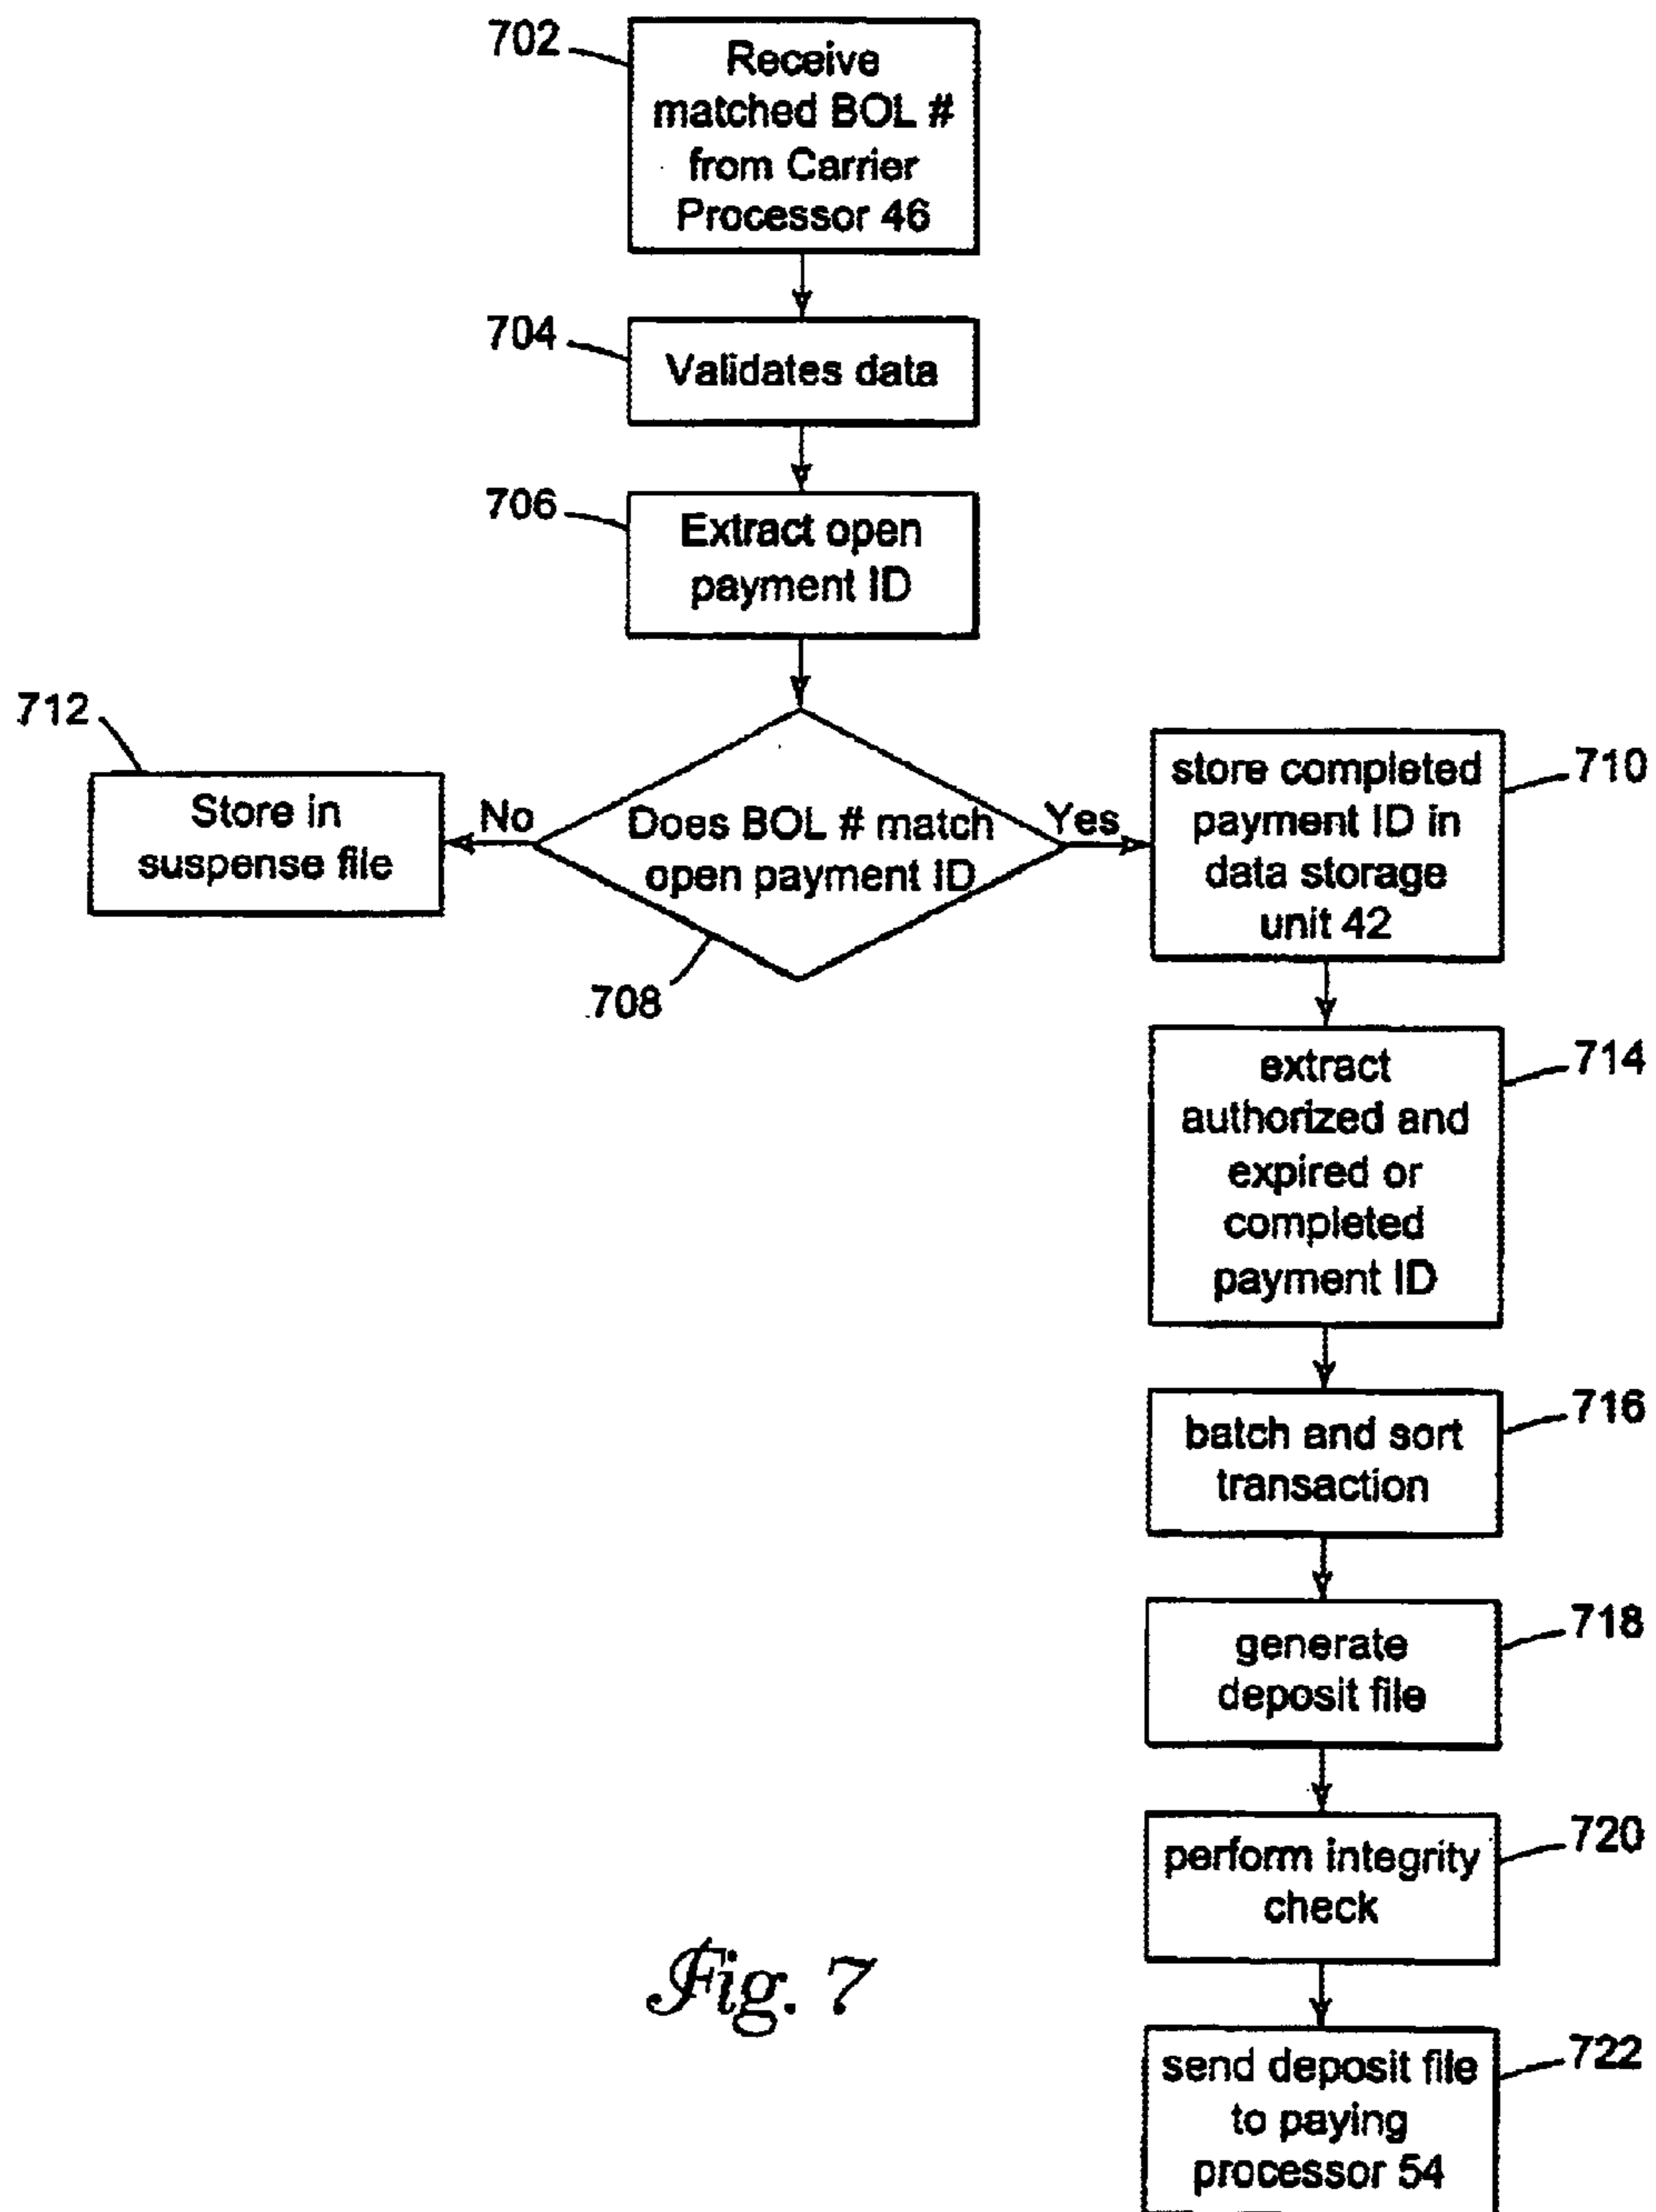 702
Receive
matched BOL #
from Carrier
Processor 46
704
Validates data
706
Extract open
payment ID
712
Store in
suspense file
No
Does BOL # match
open payment ID
Yes
708
store completed
payment ID in
data storage
unit 42
710
extract
authorized and
expired or
completed
payment ID
714
batch and sort
transaction
716
generate
deposit file
718
perform integrity
check
720
send deposit file
to paying
processor 54
722
Fig. 7